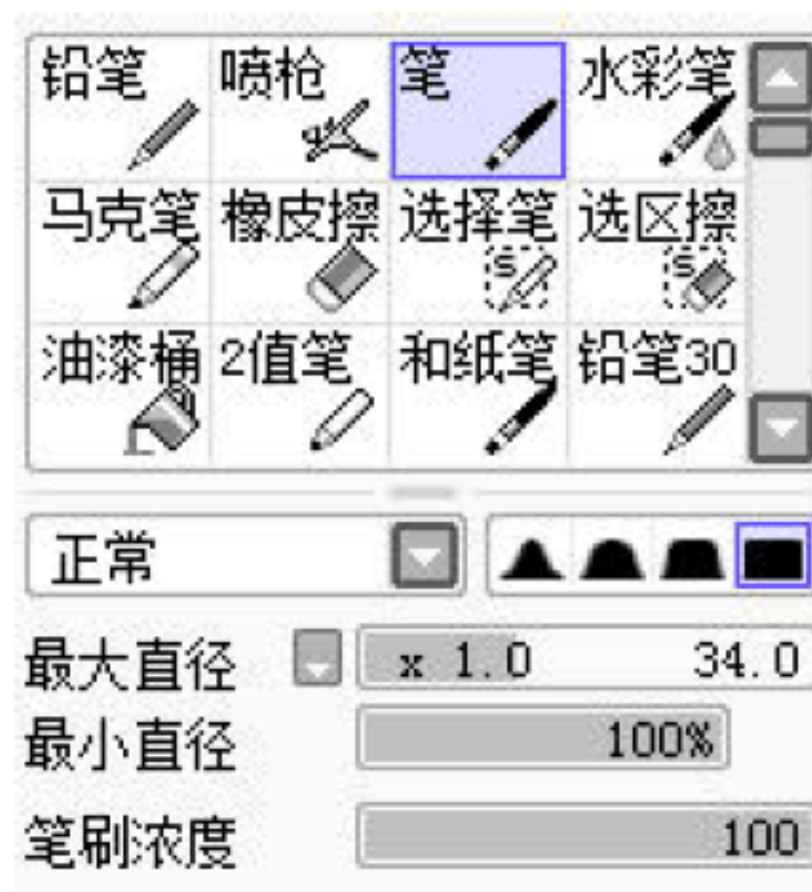 铅笔 喷枪 笔 水彩笔
马克笔 橡皮擦 选择笔 选区擦
S S
油漆桶 2值笔 和纸笔 铅笔30
正常
最大直径 x 1.0 34.0
最小直径 100%
笔刷浓度 100